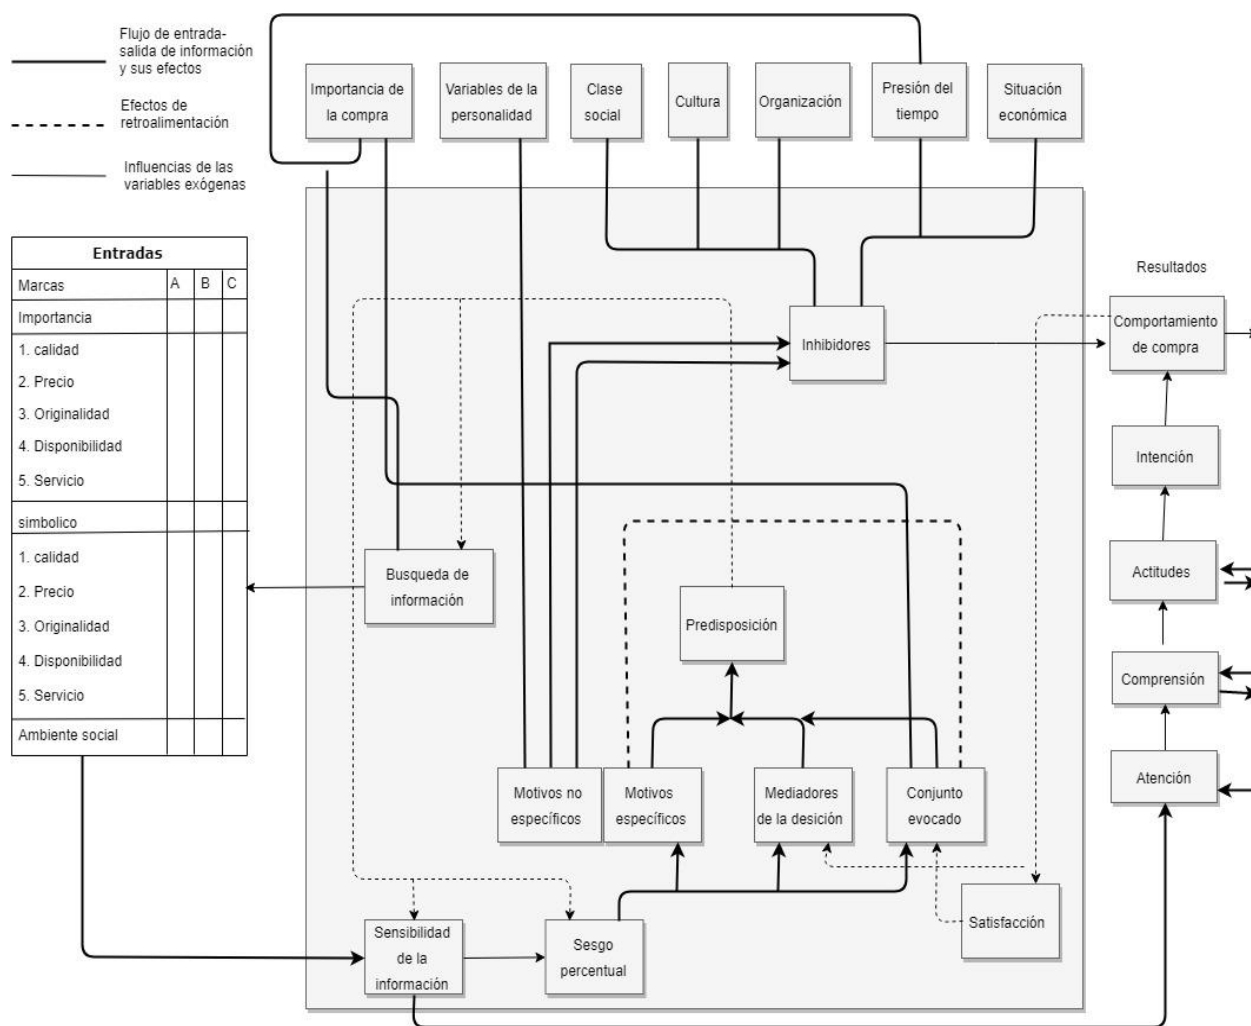 Flujo de entrada-
salida de información
y sus efectos
Efectos de
retroalimentación
Influencias de las
variables exógenas
Importancia de
la compra
Variables de la
personalidad
Clase
social
Cultura
Organización
Presión del
tiempo
Situación
económica
Entradas
Marcas A B C
Importancia
1. calidad
2. Precio
3. Originalidad
4. Disponibilidad
5. Servicio
simbolico
1. calidad
2. Precio
3. Originalidad
4. Disponibilidad
5. Servicio
Ambiente social
Inhibidores
Busqueda de
información
Predisposición
Motivos no
específicos
Motivos
específicos
Mediadores
de la desición
Conjunto
evocado
Satisfacción
Sensibilidad
de la
información
Sesgo
percentual
Resultados
Comportamiento
de compra
Intención
Actitudes
Comprensión
Atención